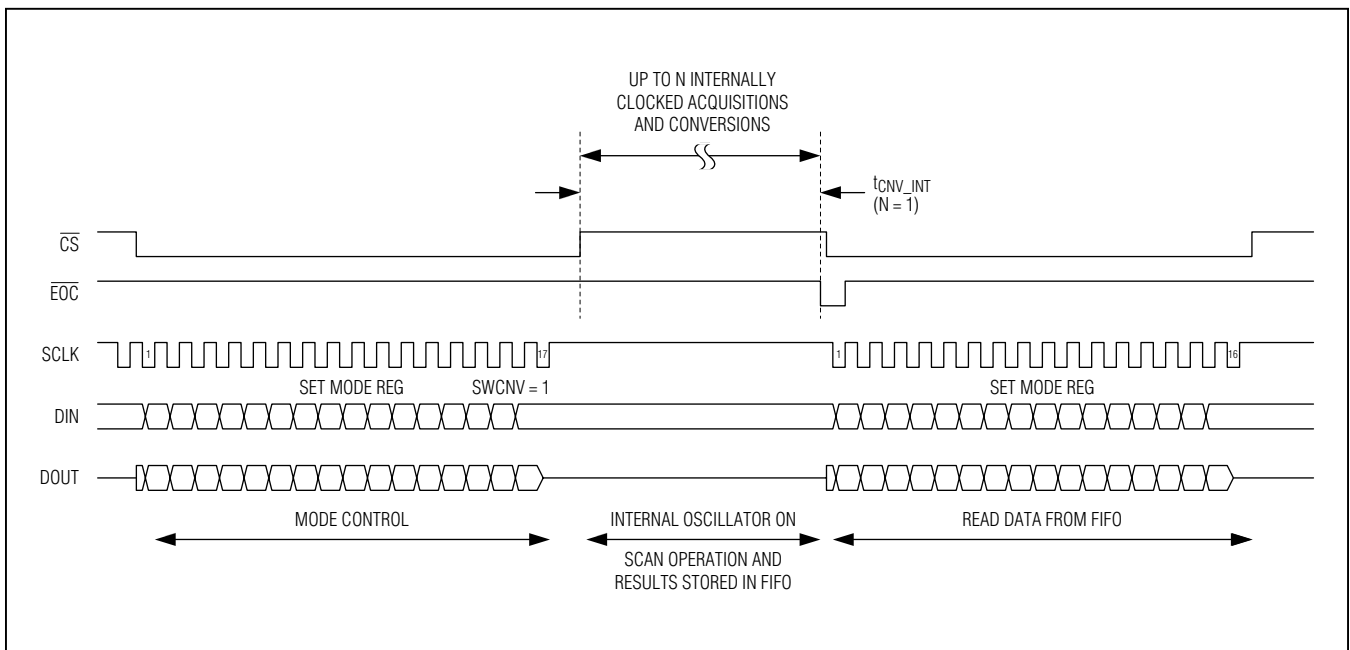 UP TO N INTERNALLY
CLOCKED ACQUISITIONS
AND CONVERSIONS
tCNV_INT
(N = 1)
CS
EOC
SCLK 1 17 1 16
SET MODE REG SWCNV = 1 SET MODE REG
DIN
DOUT
MODE CONTROL INTERNAL OSCILLATOR ON READ DATA FROM FIFO
SCAN OPERATION AND
RESULTS STORED IN FIFO